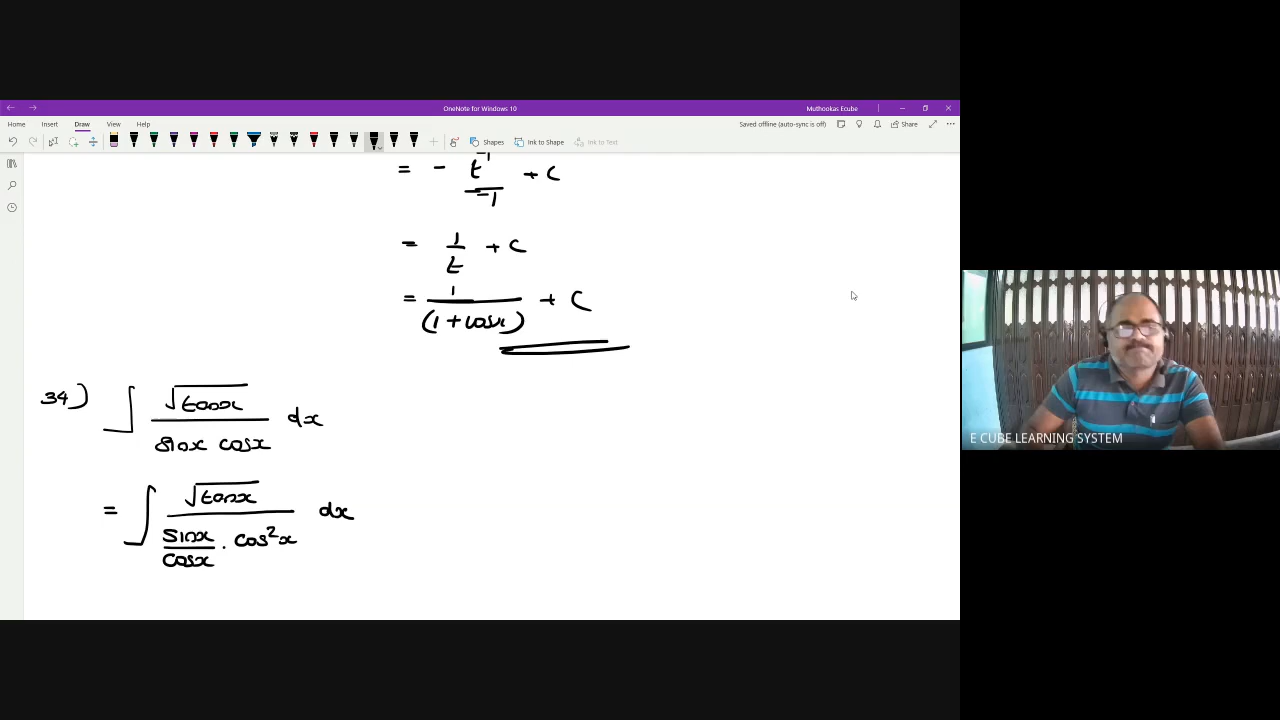 OneNote for Windows 10
Muthookas Ecube
Home Insert Draw View Help
Saved offline (auto-sync is off) Share
Shapes Ink to Shape Ink to Text
= - t^-1 / -1 + C
= 1/t + C
= 1/(1 + cosx) + C
34) ∫ √tanx / sinx cosx dx
= ∫ √tanx / (sinx/cosx . cos²x) dx
E CUBE LEARNING SYSTEM